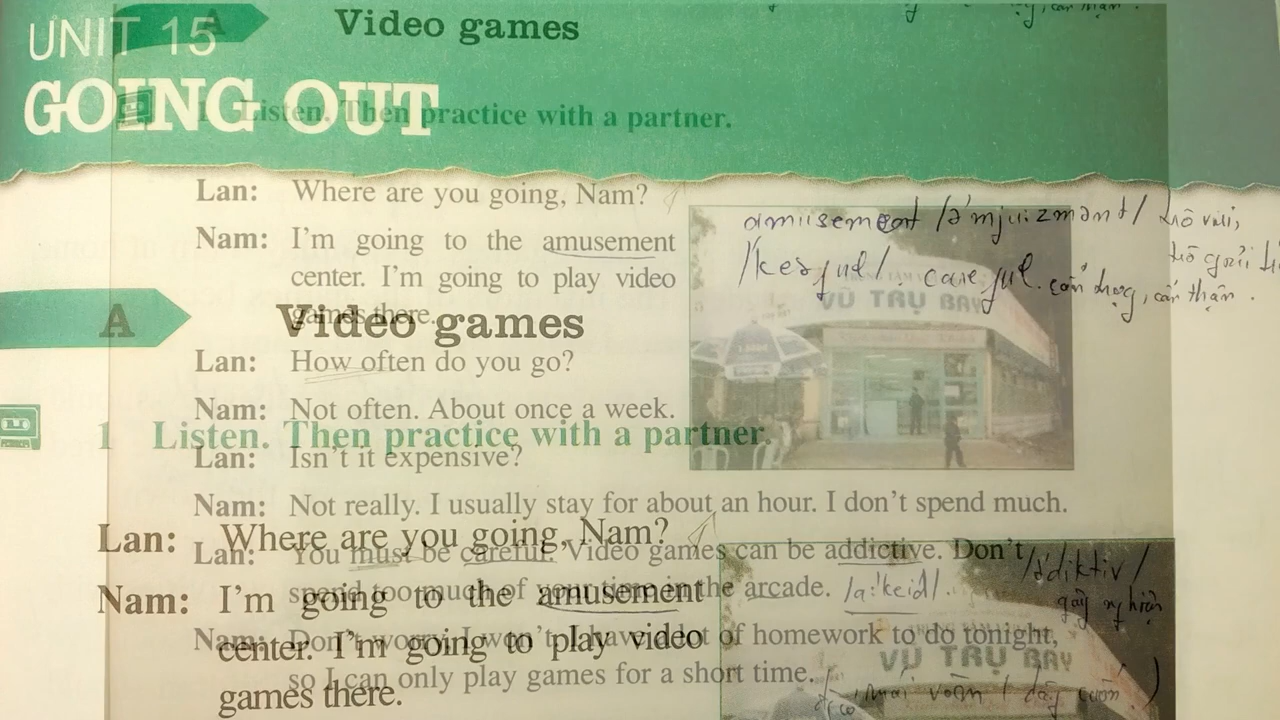 UNIT 15
GOING OUT
A Video games
1 Listen. Then practice with a partner.
Lan: Where are you going, Nam?
Nam: I'm going to the amusement
center. I'm going to play video
games there.
Lan: How often do you go?
Nam: Not often. About once a week.
Lan: Isn't it expensive?
Nam: Not really. I usually stay for about an hour. I don't spend much.
Lan: You must be careful. Video games can be addictive. Don't
spend too much of your time in the arcade.
Nam: Don't worry. I won't. I have a lot of homework to do tonight,
so I can only play games for a short time.
amusement
careful cẩn thận.
VŨ TRỤ BAY
A Video games
1 Listen. Then practice with a partner.
Lan: Where are you going, Nam?
Nam: I'm going to the amusement
center. I'm going to play video
games there.
gây nghiện
VŨ TRỤ BAY